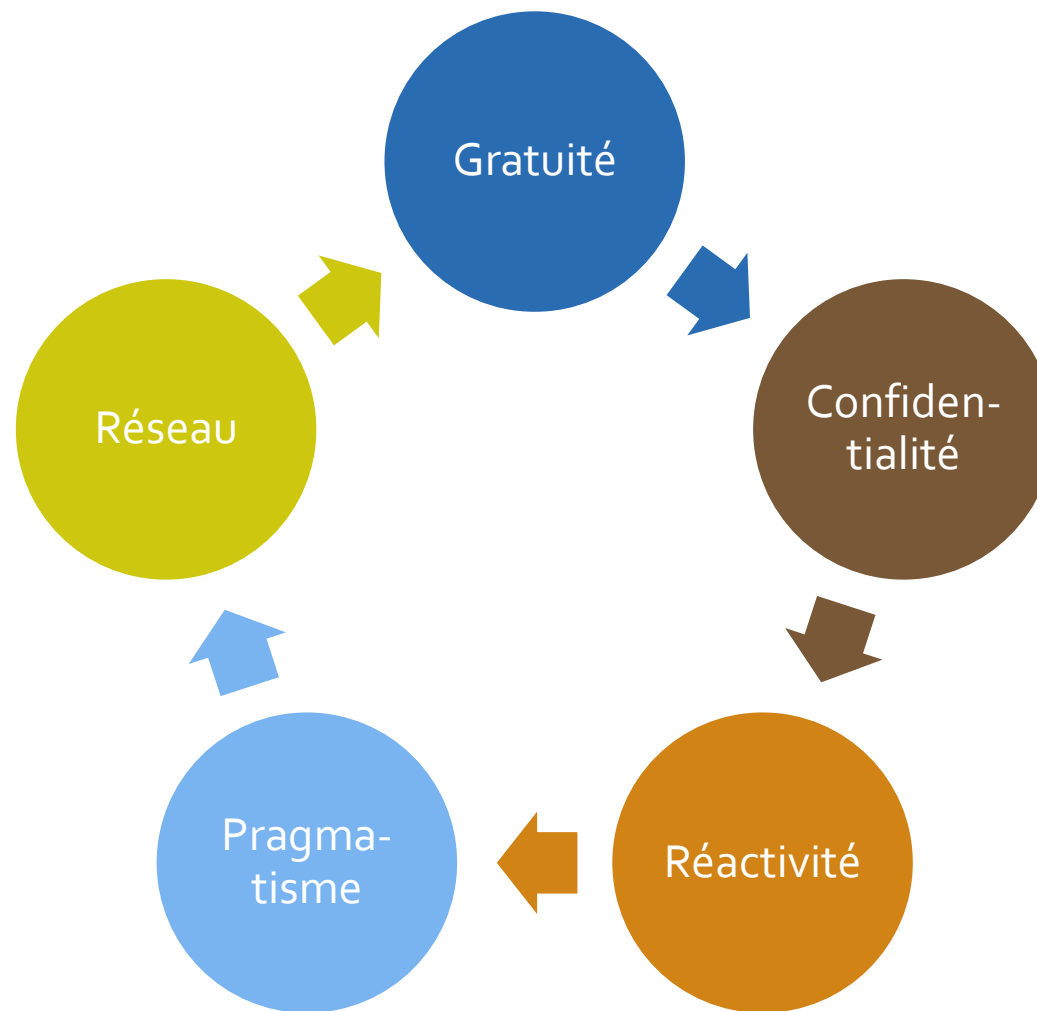 Gratuité
Confiden-
tialité
Réactivité
Pragma-
tisme
Réseau